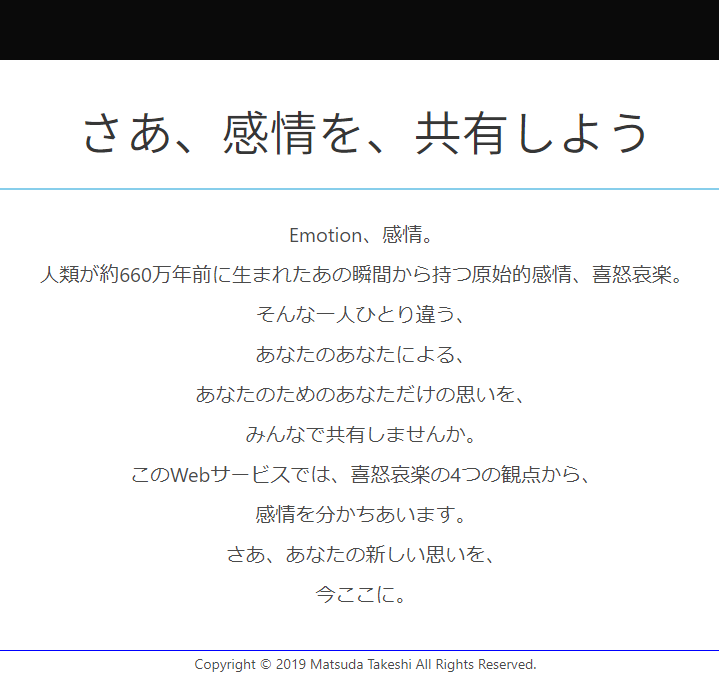 さあ、感情を、共有しよう
Emotion、感情。
人類が約660万年前に生まれたあの瞬間から持つ原始的感情、喜怒哀楽。
そんな一人ひとり違う、
あなたのあなたによる、
あなたのためのあなただけの思いを、
みんなで共有しませんか。
このWebサービスでは、喜怒哀楽の4つの観点から、
感情を分かちあいます。
さあ、あなたの新しい思いを、
今ここに。
Copyright © 2019 Matsuda Takeshi All Rights Reserved.